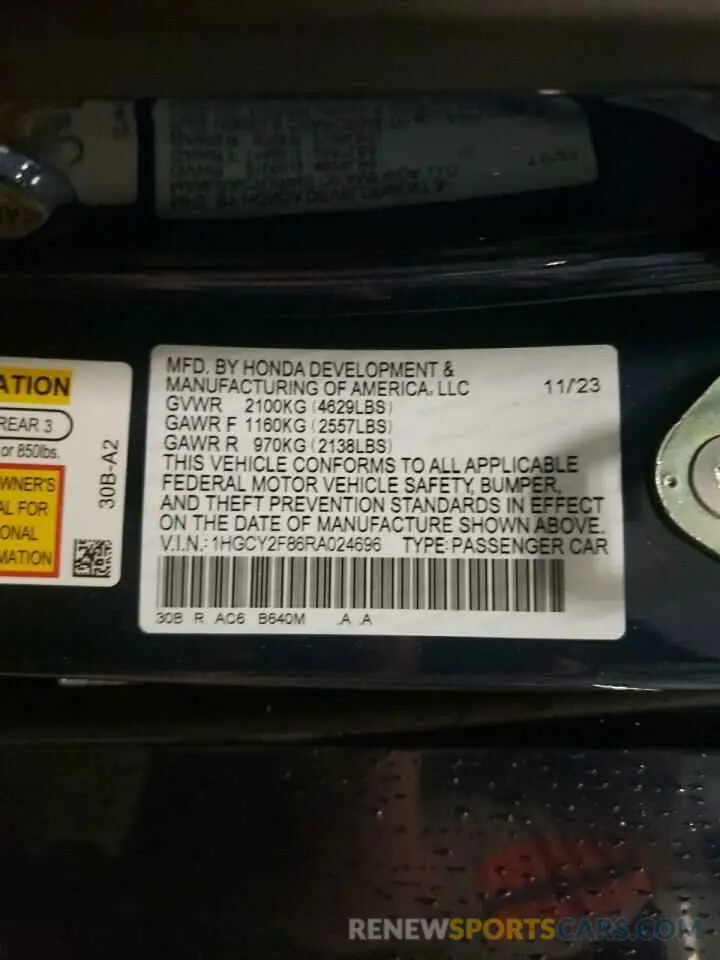 MFD. BY HONDA DEVELOPMENT &
MANUFACTURING OF AMERICA, LLC 11/23
GVWR 2100KG (4629LBS)
GAWR F 1160KG (2557LBS)
GAWR R 970KG (2138LBS)
THIS VEHICLE CONFORMS TO ALL APPLICABLE
FEDERAL MOTOR VEHICLE SAFETY, BUMPER,
AND THEFT PREVENTION STANDARDS IN EFFECT
ON THE DATE OF MANUFACTURE SHOWN ABOVE.
V.I.N.: 1HGCY2F86RA024696 TYPE: PASSENGER CAR
30B R AC6 B640M .A .A
ATION
REAR 3
or 850lbs.
WNER'S
AL FOR
ONAL
MATION
30B-A2
RENEWSPORTSCARS.COM